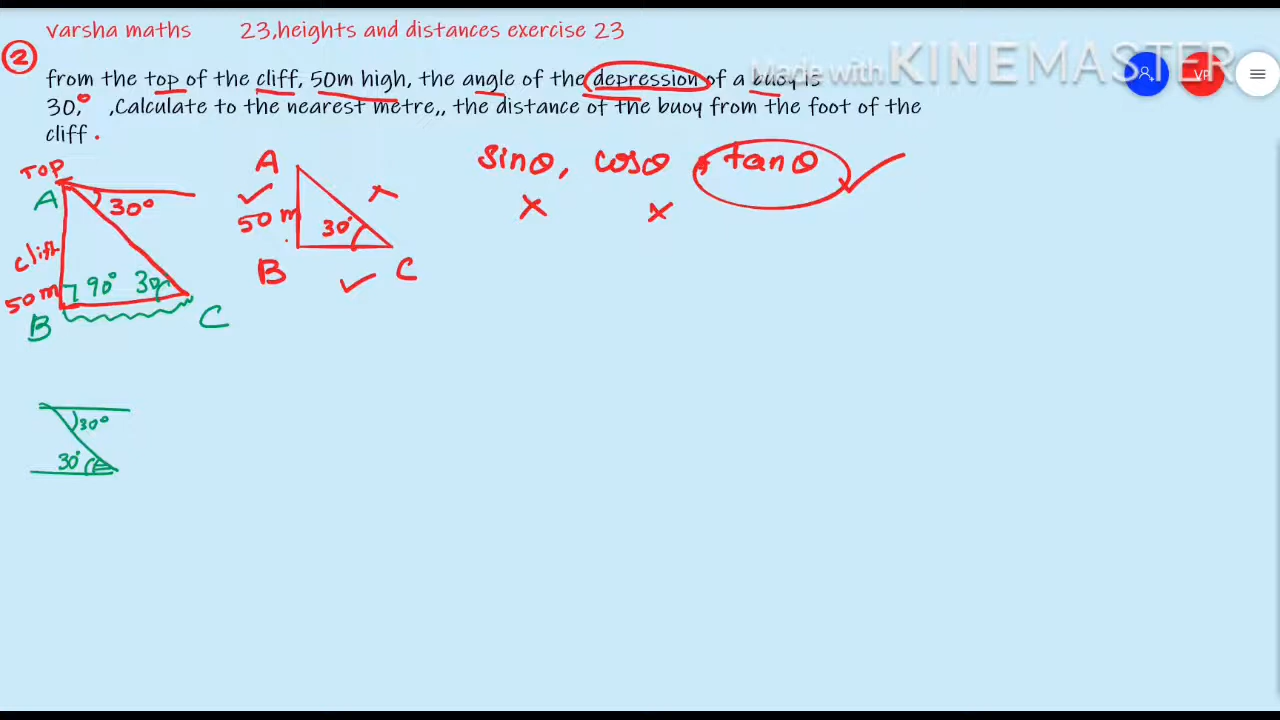 varsha maths 23,heights and distances exercise 23
Made with KINEMASTER
VP
2
from the top of the cliff, 50m high, the angle of the depression of a buoy is
30,° ,Calculate to the nearest metre,, the distance of the buoy from the foot of the
cliff .
TOP
A
30°
cliff
50 m
90° 30
B
C
A
50 m
30°
B
C
sinθ, cosθ , tanθ
30°
30°